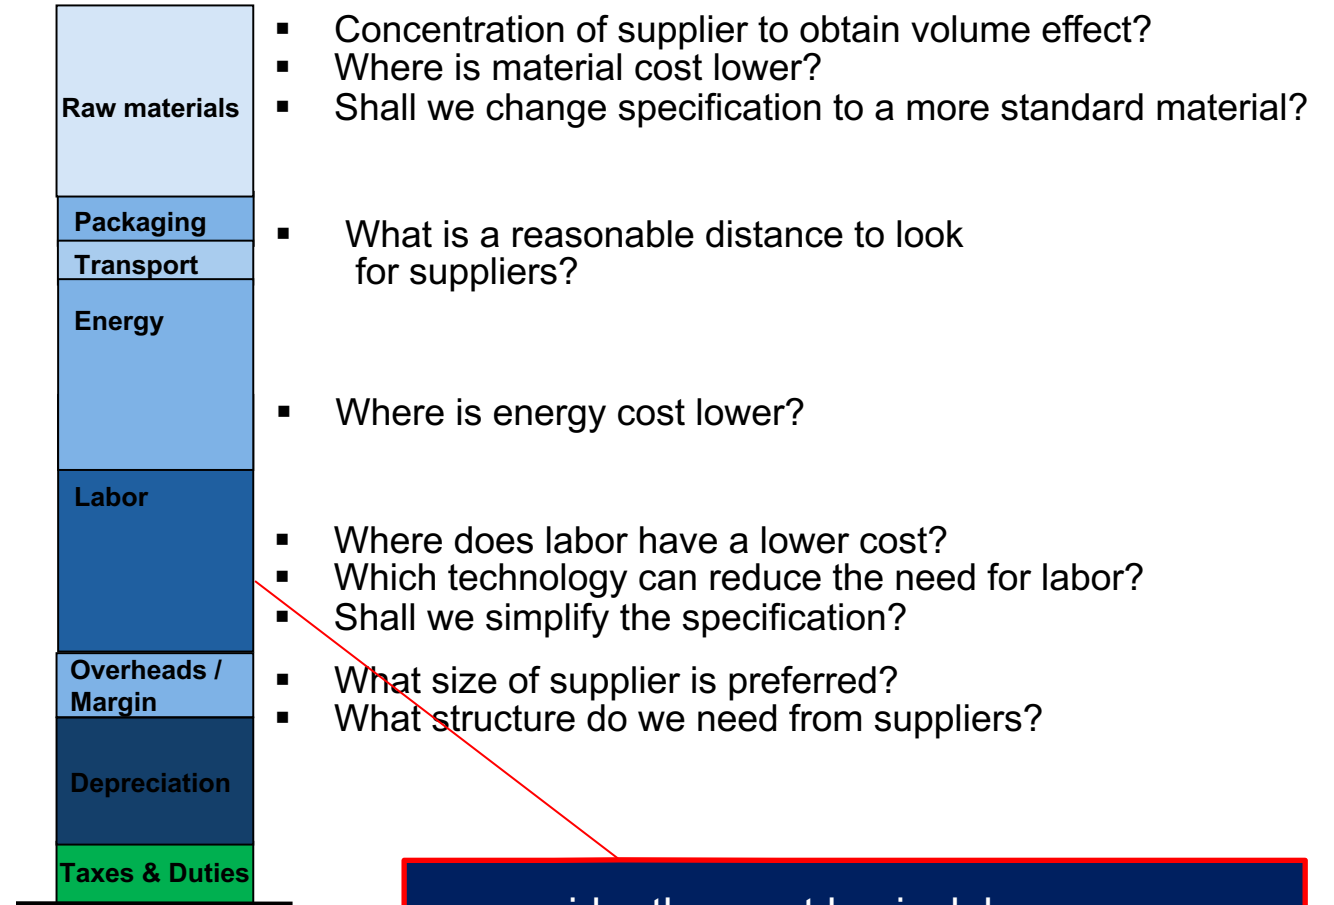 Raw materials
▪ Concentration of supplier to obtain volume effect?
▪ Where is material cost lower?
▪ Shall we change specification to a more standard material?
Packaging
Transport
▪ What is a reasonable distance to look
for suppliers?
Energy
▪ Where is energy cost lower?
Labor
▪ Where does labor have a lower cost?
▪ Which technology can reduce the need for labor?
▪ Shall we simplify the specification?
Overheads /
Margin
▪ What size of supplier is preferred?
▪ What structure do we need from suppliers?
Depreciation
Taxes & Duties